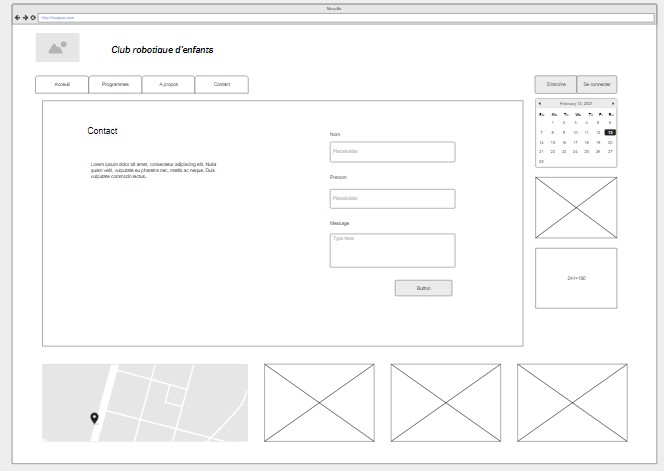 Mozilla
http://mapps.com
Club robotique d'enfants
Acceuil
Programmes
A propos
Contact
S'inscrire
Se connecter
February 13, 2021
Su Mo Tu We Th Fr Sa
1 2 3 4 5 6
7 8 9 10 11 12 13
14 15 16 17 18 19 20
21 22 23 24 25 26 27
28
Contact
Lorem ipsum dolor sit amet, consectetur adipiscing elit. Nulla
quam velit, vulputate eu pharetra nec, mattis ac neque. Duis
vulputate commodo lectus,
Nom
Placeholder
Prenom
Placeholder
Message
Type here
Button